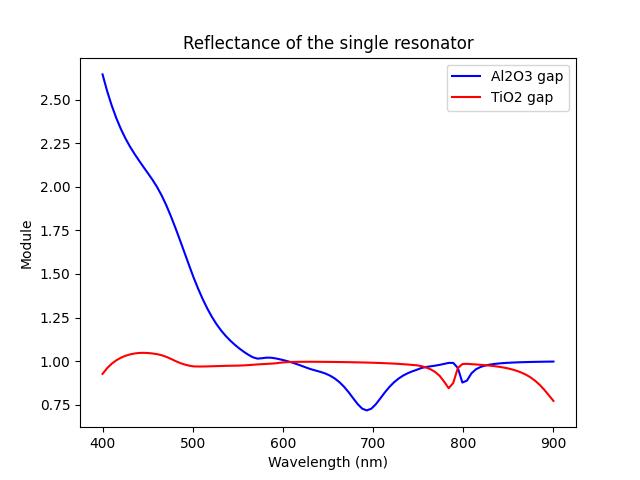 Reflectance of the single resonator
Al2O3 gap
TiO2 gap
2.50
2.25
2.00
1.75
1.50
1.25
1.00
0.75
Module
400 500 600 700 800 900
Wavelength (nm)